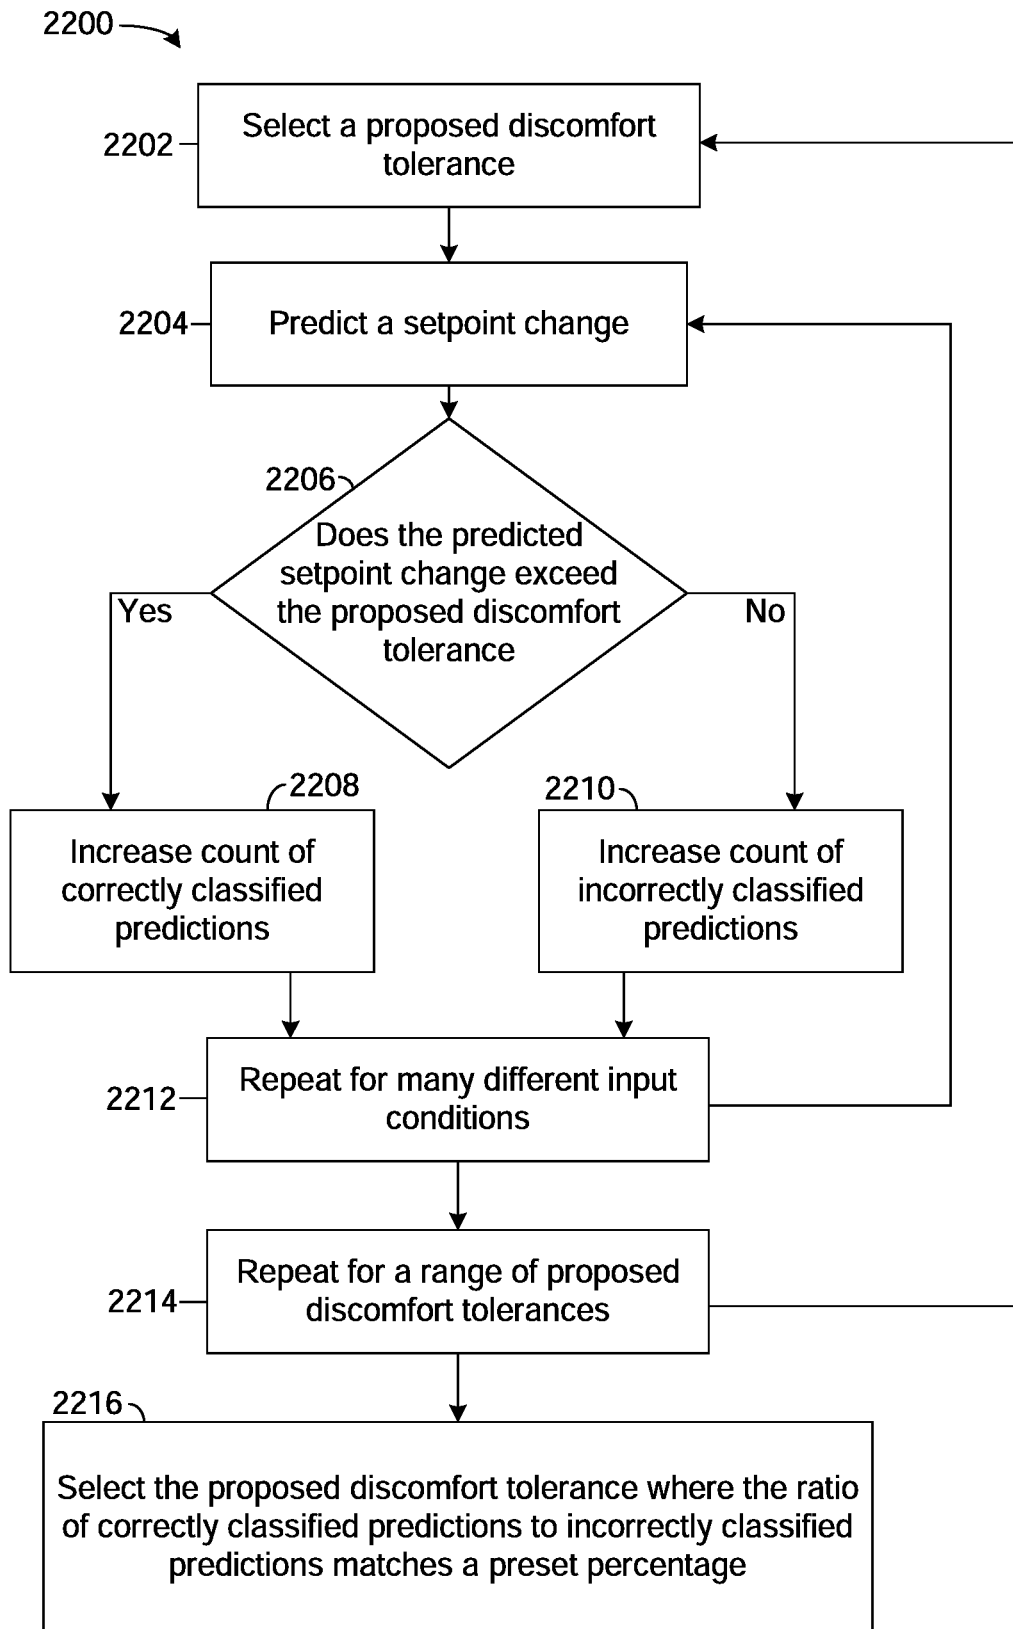 2200
2202
Select a proposed discomfort
tolerance
2204
Predict a setpoint change
2206
Does the predicted
setpoint change exceed
the proposed discomfort
tolerance
Yes
No
2208
2210
Increase count of
correctly classified
predictions
Increase count of
incorrectly classified
predictions
2212
Repeat for many different input
conditions
2214
Repeat for a range of proposed
discomfort tolerances
2216
Select the proposed discomfort tolerance where the ratio
of correctly classified predictions to incorrectly classified
predictions matches a preset percentage